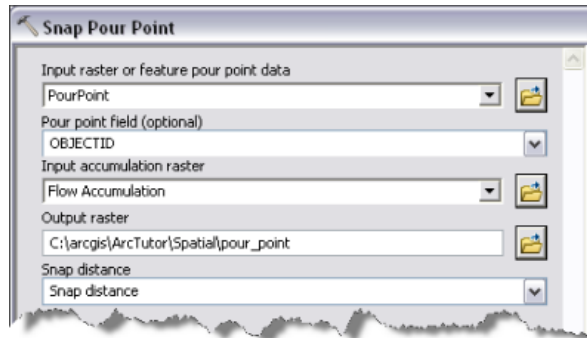 Snap Pour Point
Input raster or feature pour point data
PourPoint
Pour point field (optional)
OBJECTID
Input accumulation raster
Flow Accumulation
Output raster
C:\arcgis\ArcTutor\Spatial\pour_point
Snap distance
Snap distance